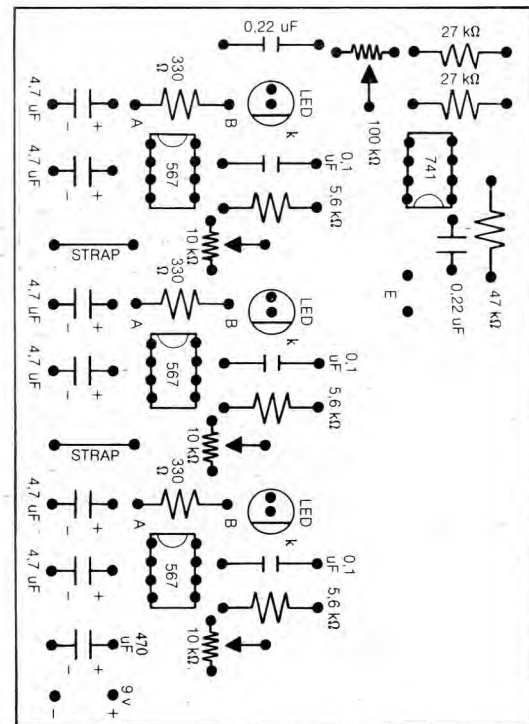 0,22 uF
27 kΩ
27 kΩ
100 kΩ
741
0,22 uF
47 kΩ
E
4,7 uF
- +
330
Ω
A
B
LED
k
4,7 uF
- +
567
0,1
uF
5,6 kΩ
10 kΩ
STRAP
4,7 uF
- +
330
Ω
A
B
LED
k
4,7 uF
- +
567
0,1
uF
5,6 kΩ
10 kΩ
STRAP
4,7 uF
- +
330
Ω
A
B
LED
k
4,7 uF
- +
567
0,1
uF
5,6 kΩ
10 kΩ
470
uF
- +
9 v
- +